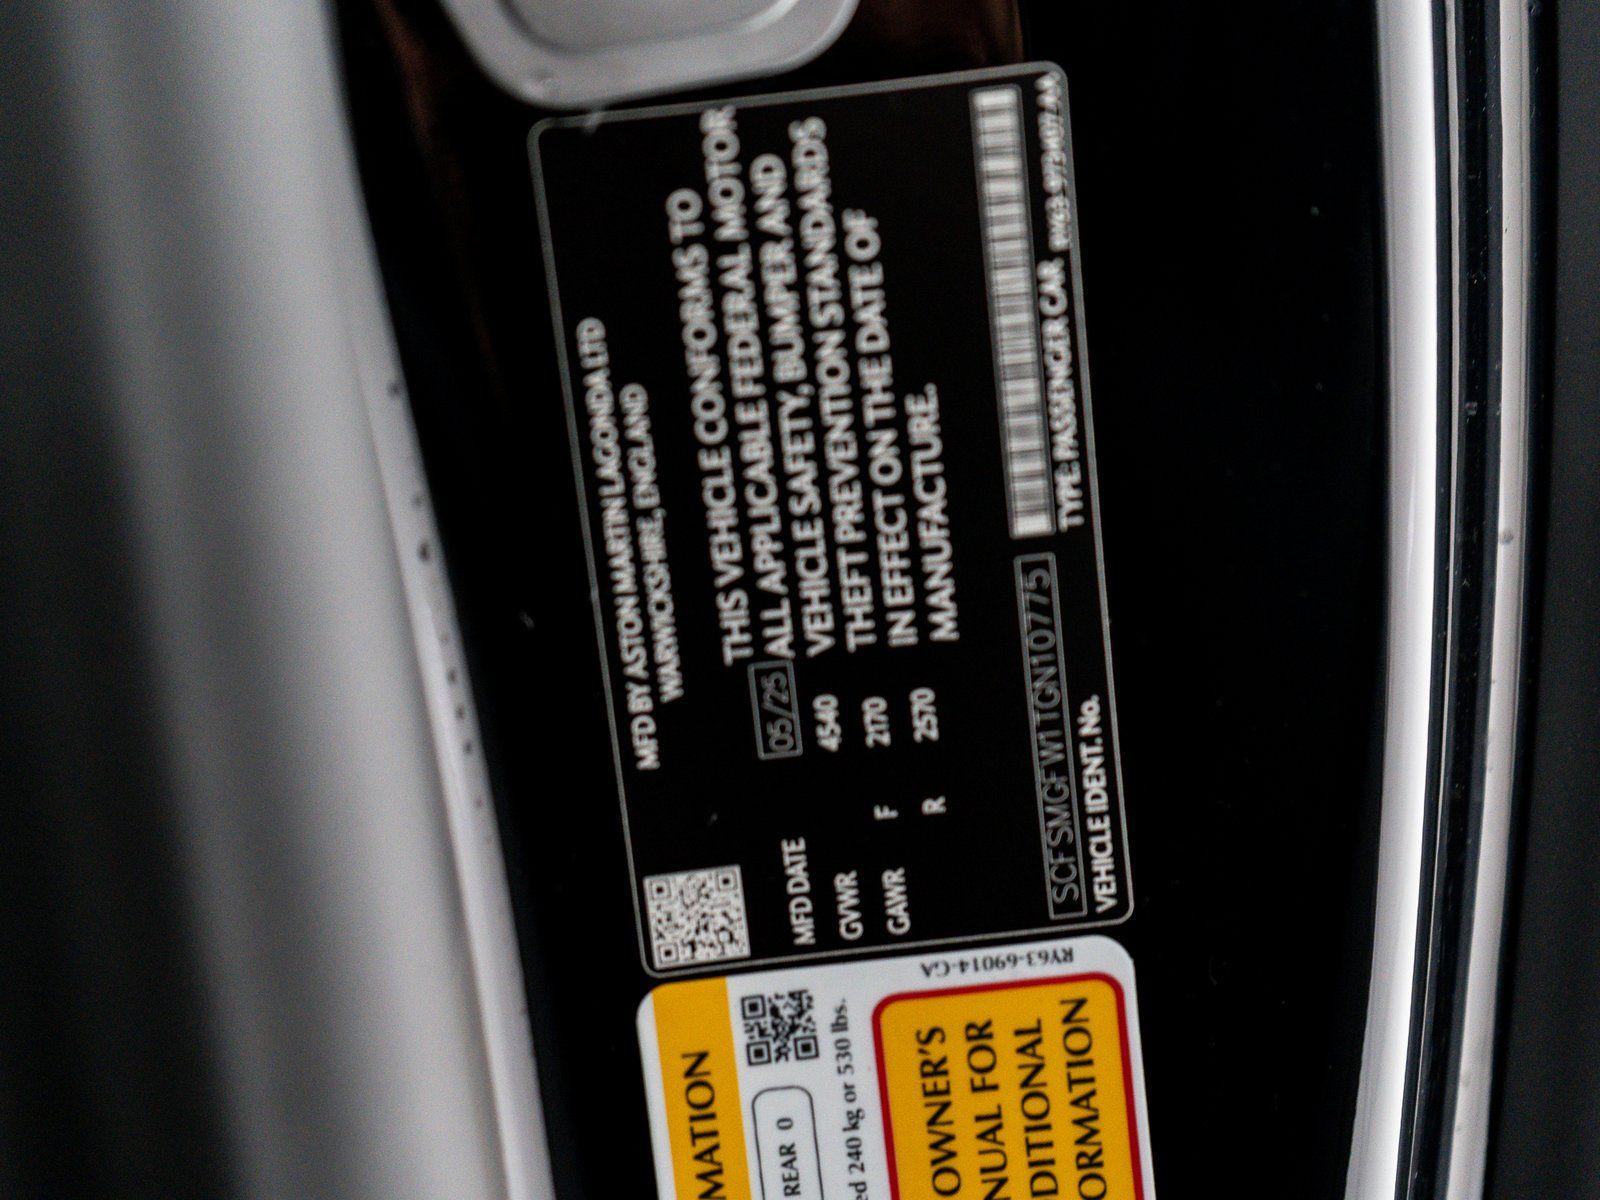 MFD BY ASTON MARTIN LAGONDA LTD
WARWICKSHIRE, ENGLAND
THIS VEHICLE CONFORMS TO
MFD DATE 05/25 ALL APPLICABLE FEDERAL MOTOR
VEHICLE SAFETY, BUMPER AND
GVWR 4540 THEFT PREVENTION STANDARDS
GAWR F 2170 IN EFFECT ON THE DATE OF
R 2570 MANUFACTURE.
SCFSMGFW1TGN10775
VEHICLE IDENT. No. TYPE: PASSENGER CAR
MATION
REAR 0
ed 240 kg or 530 lbs.
RY63-69014-CA
OWNER'S
NUAL FOR
DITIONAL
ORMATION